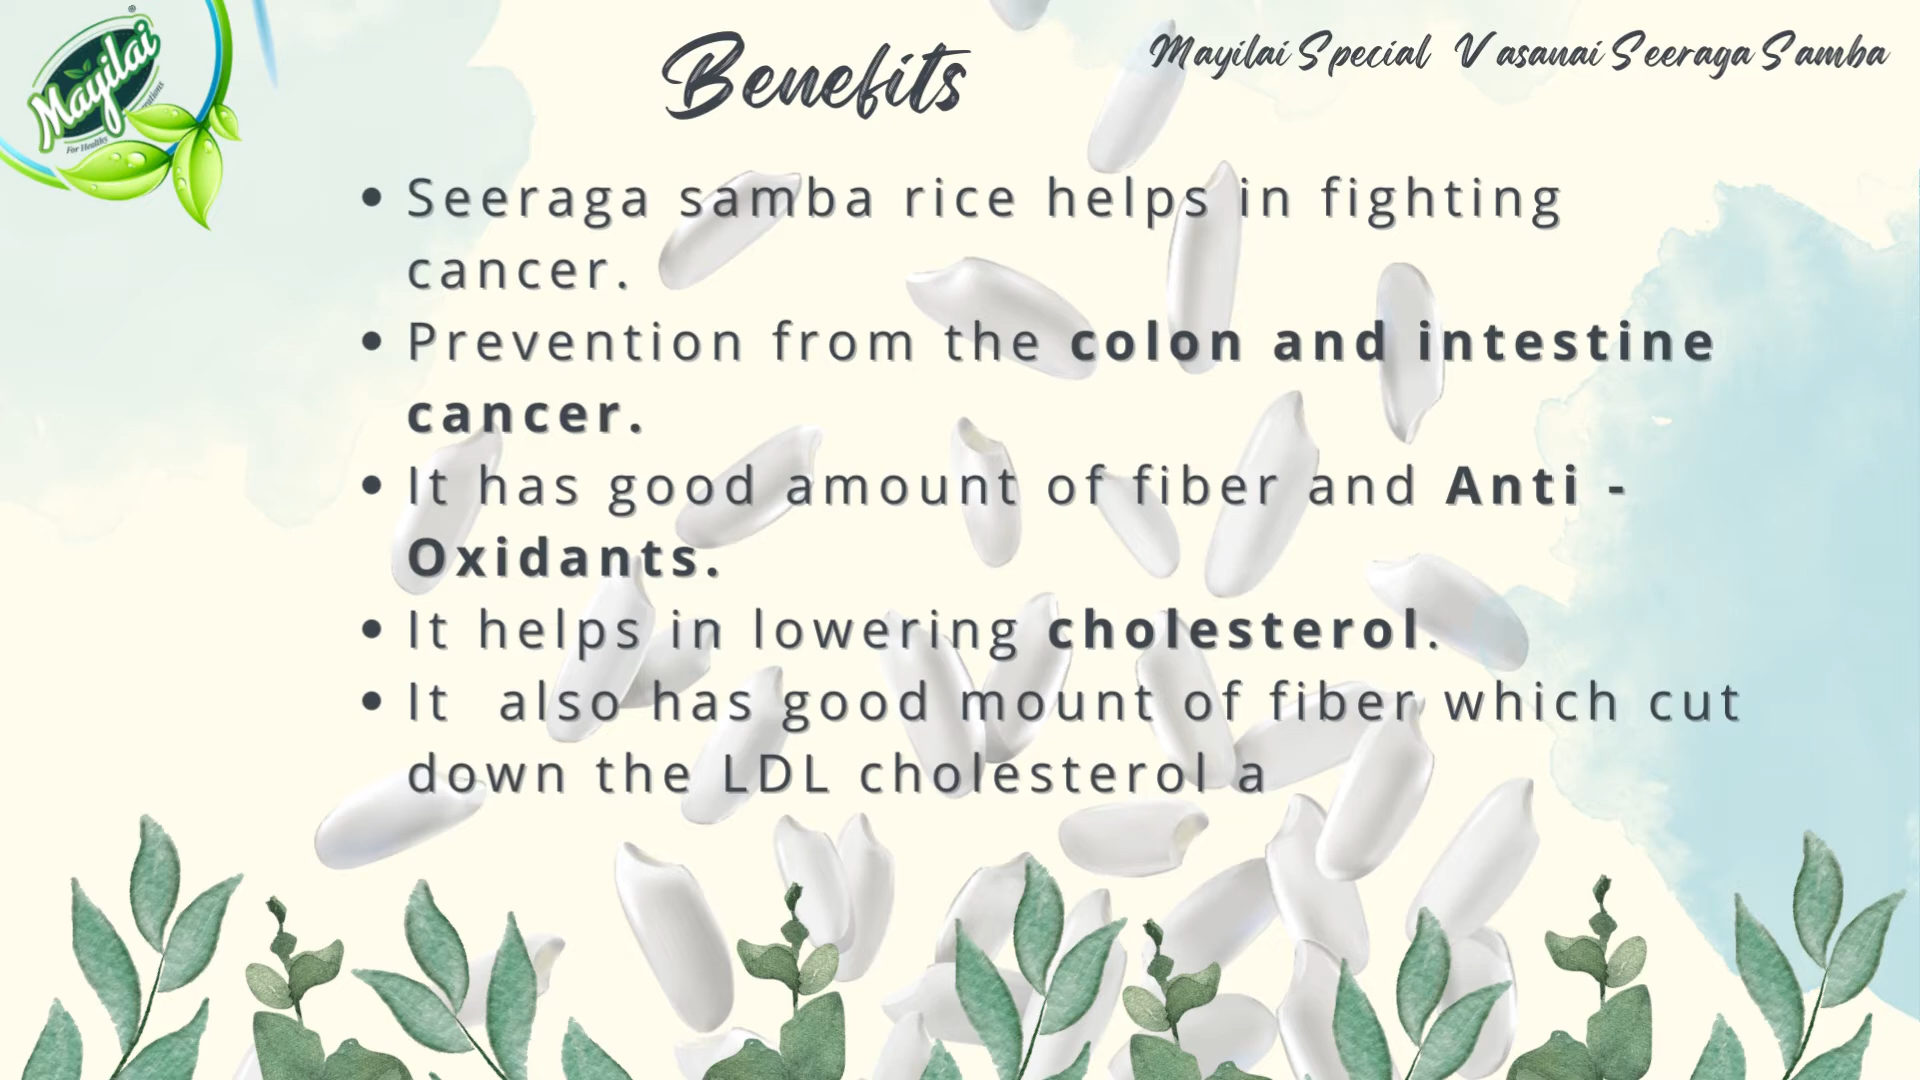 Mayilai
®
For Healthy
Benefits
Mayilai Special Vasanai Seeraga Samba
• Seeraga samba rice helps in fighting
cancer.
• Prevention from the colon and intestine
cancer.
• It has good amount of fiber and Anti -
Oxidants.
• It helps in lowering cholesterol.
• It also has good mount of fiber which cut
down the LDL cholesterol a